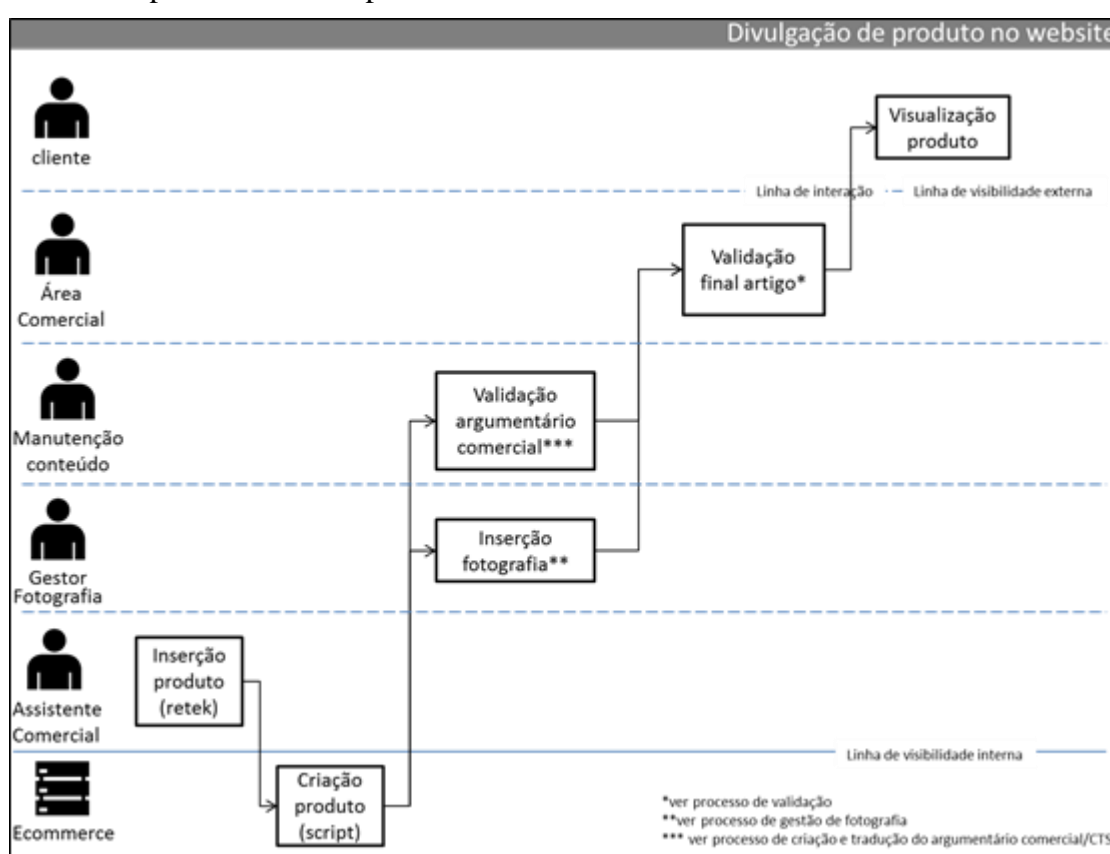 Divulgação de produto no website
cliente
Visualização
produto
Linha de interação
Linha de visibilidade externa
Área
Comercial
Validação
final artigo*
Manutenção
conteúdo
Validação
argumentário
comercial***
Gestor
Fotografia
Inserção
fotografia**
Assistente
Comercial
Inserção
produto
(retek)
Linha de visibilidade interna
Ecommerce
Criação
produto
(script)
*ver processo de validação
**ver processo de gestão de fotografia
*** ver processo de criação e tradução do argumentário comercial/CTS